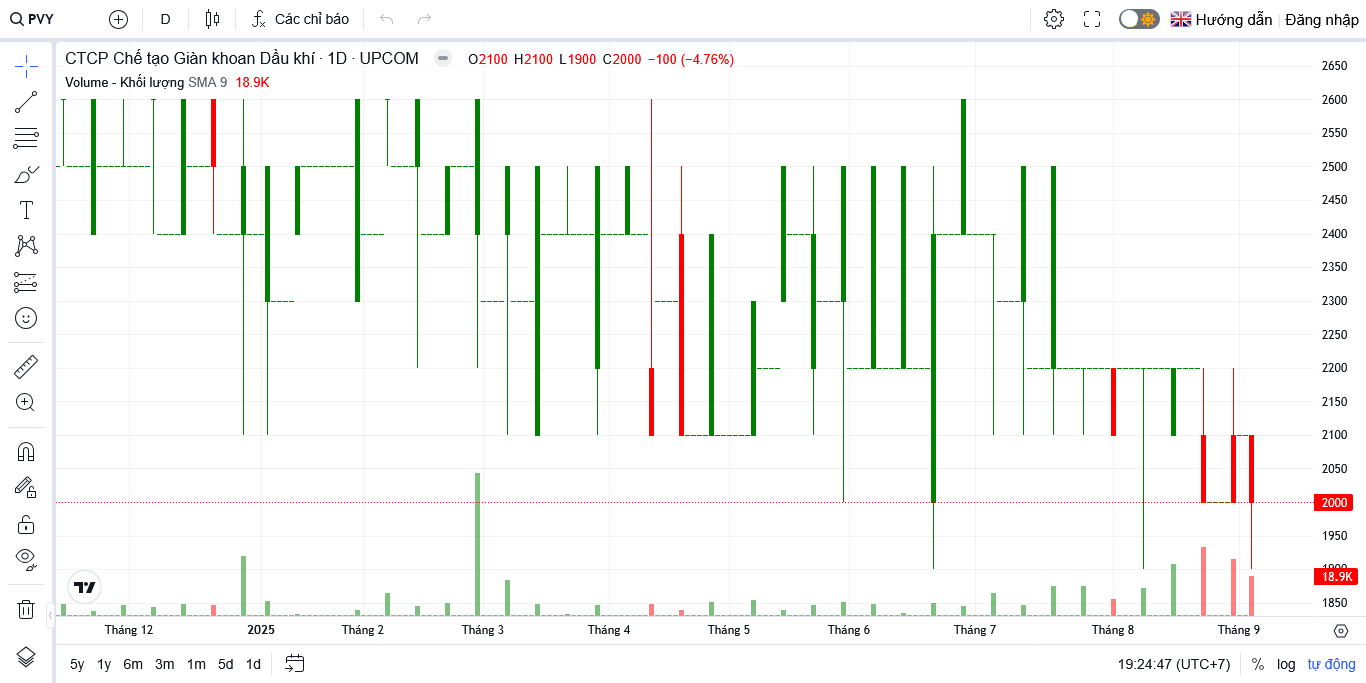 PVY D Các chỉ báo Hướng dẫn Đăng nhập
CTCP Chế tạo Giàn khoan Dầu khí · 1D · UPCOM O2100 H2100 L1900 C2000 −100 (−4.76%)
Volume - Khối lượng SMA 9 18.9K
2650
2600
2550
2500
2450
2400
2350
2300
2250
2200
2150
2100
2050
2000
1950
1900
18.9K
1850
Tháng 12 2025 Tháng 2 Tháng 3 Tháng 4 Tháng 5 Tháng 6 Tháng 7 Tháng 8 Tháng 9
5y 1y 6m 3m 1m 5d 1d 19:24:47 (UTC+7) % log tự động